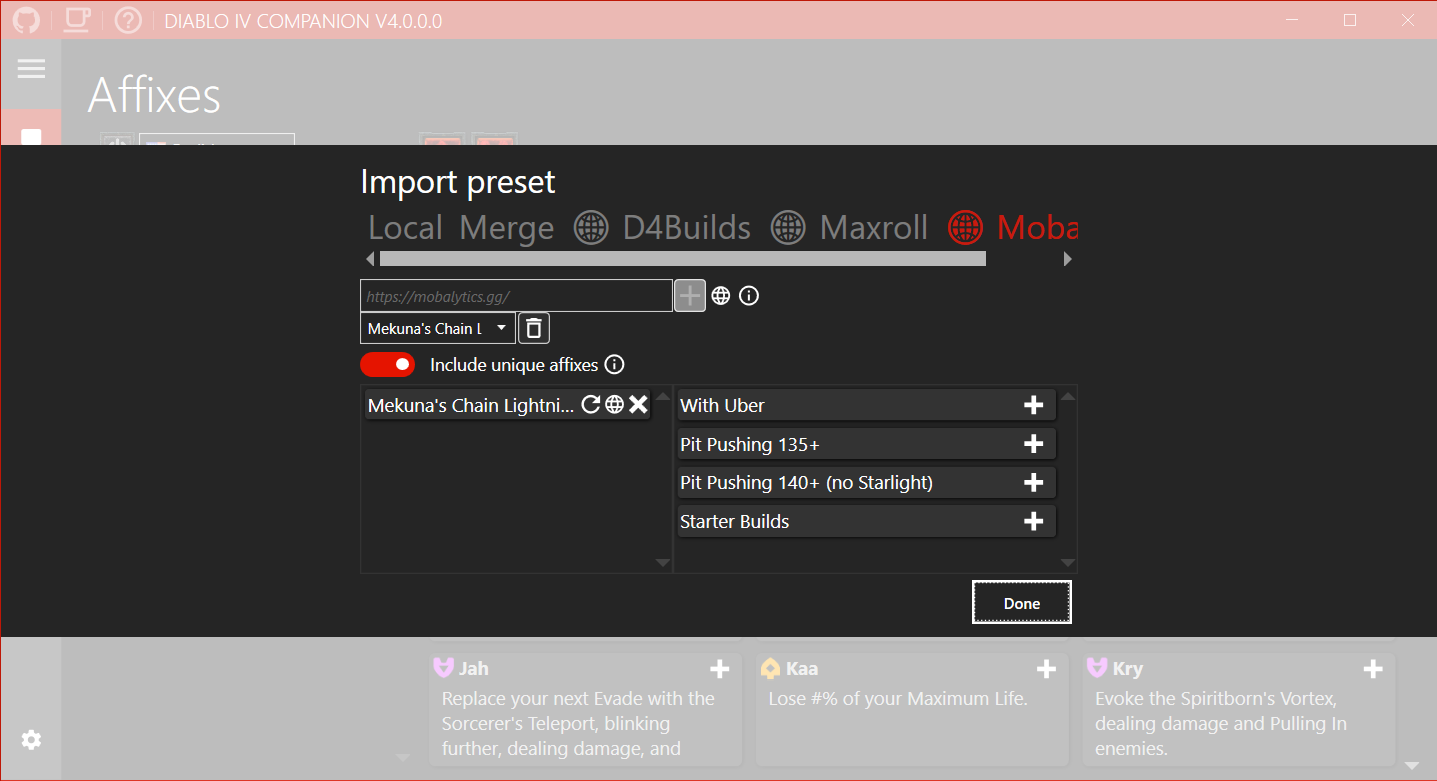 DIABLO IV COMPANION V4.0.0.0
Affixes
Import preset
Local Merge D4Builds Maxroll Moba
https://mobalytics.gg/
Mekuna's Chain L
Include unique affixes
Mekuna's Chain Lightni...
With Uber
Pit Pushing 135+
Pit Pushing 140+ (no Starlight)
Starter Builds
Done
Jah
Replace your next Evade with the
Sorcerer's Teleport, blinking
further, dealing damage, and
Kaa
Lose #% of your Maximum Life.
Kry
Evoke the Spiritborn's Vortex,
dealing damage and Pulling In
enemies.